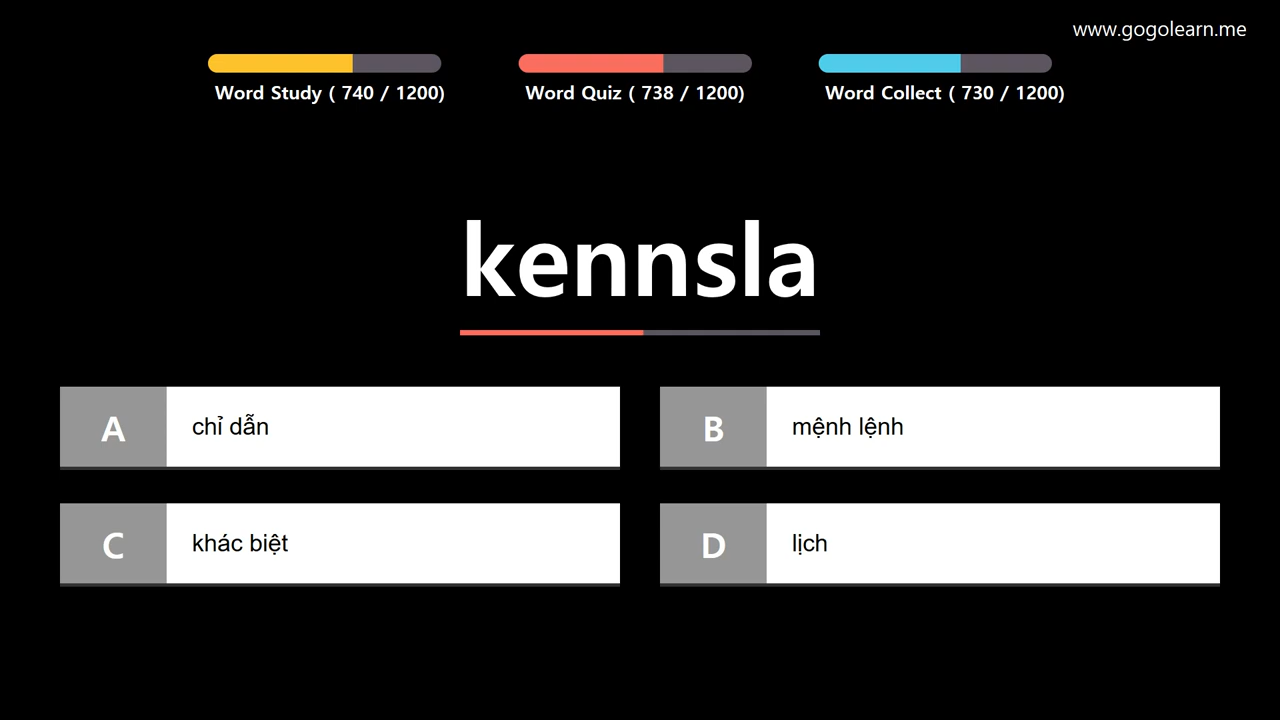 www.gogolearn.me
Word Study ( 740 / 1200)
Word Quiz ( 738 / 1200)
Word Collect ( 730 / 1200)
kennsla
A
chỉ dẫn
B
mệnh lệnh
C
khác biệt
D
lịch